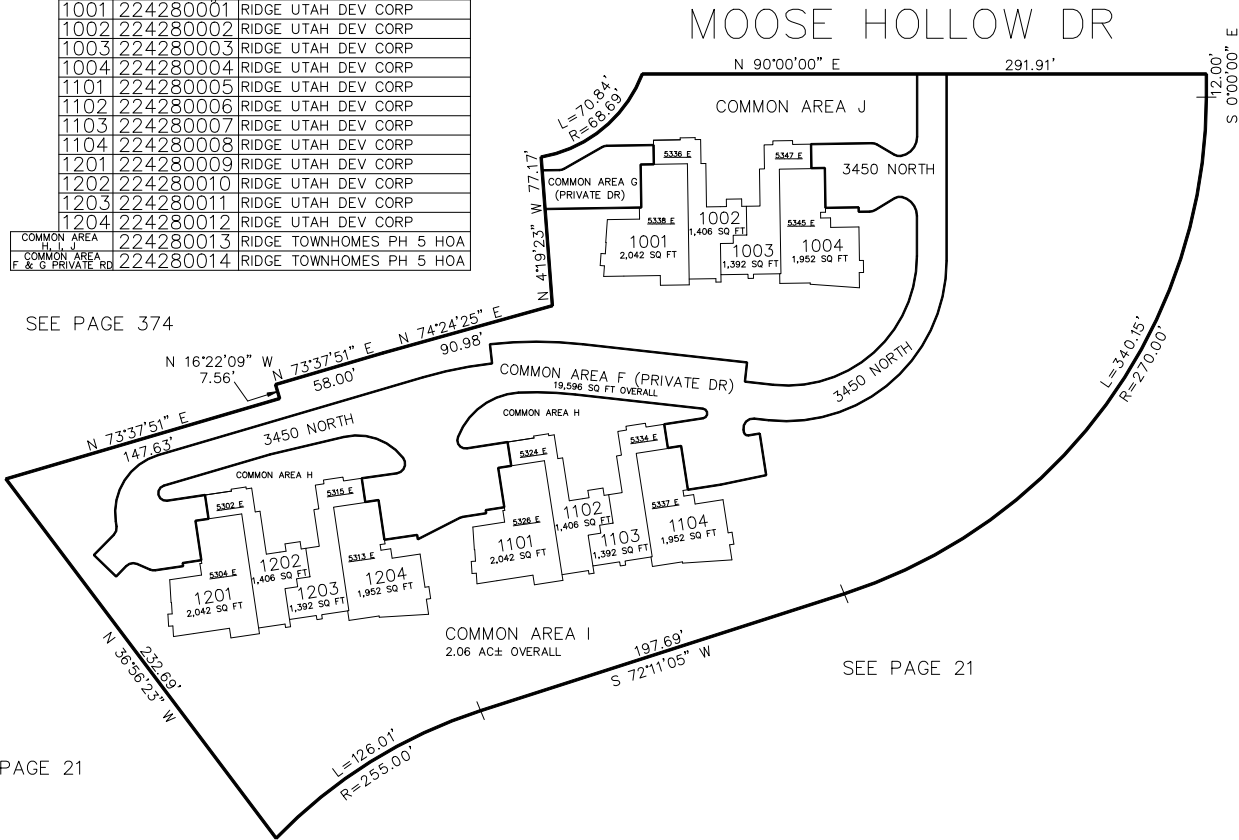 1001 224280001 RIDGE UTAH DEV CORP
1002 224280002 RIDGE UTAH DEV CORP
1003 224280003 RIDGE UTAH DEV CORP
1004 224280004 RIDGE UTAH DEV CORP
1101 224280005 RIDGE UTAH DEV CORP
1102 224280006 RIDGE UTAH DEV CORP
1103 224280007 RIDGE UTAH DEV CORP
1104 224280008 RIDGE UTAH DEV CORP
1201 224280009 RIDGE UTAH DEV CORP
1202 224280010 RIDGE UTAH DEV CORP
1203 224280011 RIDGE UTAH DEV CORP
1204 224280012 RIDGE UTAH DEV CORP
COMMON AREA
H, I, J
224280013 RIDGE TOWNHOMES PH 5 HOA
COMMON AREA
F & G PRIVATE RD
224280014 RIDGE TOWNHOMES PH 5 HOA
MOOSE HOLLOW DR
N 90°00'00" E
291.91'
12.00'
S 0°00'00" E
L=70.84'
R=68.69'
COMMON AREA J
5336 E
5347 E
3450 NORTH
COMMON AREA G
(PRIVATE DR)
N 4°19'23" W 77.17'
5338 E
1001
2,042 SQ FT
1002
1,406 SQ FT
1003
1,392 SQ FT
5345 E
1004
1,952 SQ FT
SEE PAGE 374
N 16°22'09" W
7.56'
N 73°37'51" E
58.00'
N 74°24'25" E
90.98'
COMMON AREA F (PRIVATE DR)
19,596 SQ FT OVERALL
3450 NORTH
L=340.15'
R=270.00'
N 73°37'51" E
147.63'
3450 NORTH
COMMON AREA H
COMMON AREA H
5324 E
5334 E
5302 E
5315 E
5326 E
1101
2,042 SQ FT
1102
1,406 SQ FT
1103
1,392 SQ FT
5337 E
1104
1,952 SQ FT
5304 E
1201
2,042 SQ FT
1202
1,406 SQ FT
1203
1,392 SQ FT
5313 E
1204
1,952 SQ FT
COMMON AREA I
2.06 AC± OVERALL
197.69'
S 72°11'05" W
SEE PAGE 21
232.69'
N 36°56'23" W
L=126.01'
R=255.00'
PAGE 21